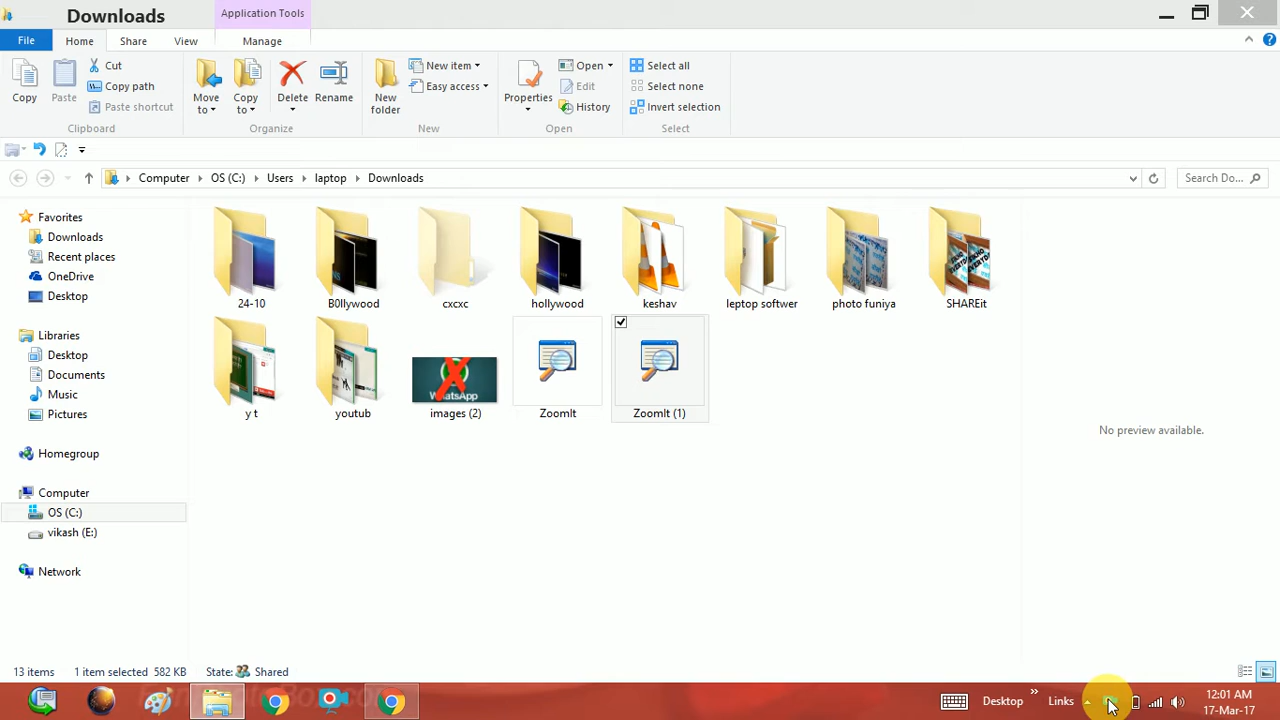 Downloads
Application Tools
File Home Share View Manage
Copy
Paste
Cut
Copy path
Paste shortcut
Clipboard
Move to
Copy to
Delete
Rename
Organize
New folder
New item
Easy access
New
Properties
Open
Edit
History
Open
Select all
Select none
Invert selection
Select
Computer OS (C:) Users laptop Downloads
Search Do...
Favorites
Downloads
Recent places
OneDrive
Desktop
Libraries
Desktop
Documents
Music
Pictures
Homegroup
Computer
OS (C:)
vikash (E:)
Network
24-10
B0llywood
cxcxc
hollywood
keshav
leptop softwer
photo funiya
SHAREit
y t
youtub
WhatsApp
images (2)
ZoomIt
ZoomIt (1)
No preview available.
13 items 1 item selected 582 KB State: Shared
Desktop
Links
12:01 AM
17-Mar-17